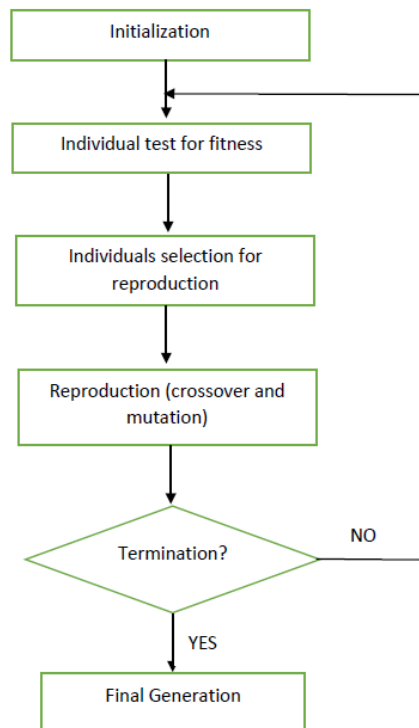 Initialization
Individual test for fitness
Individuals selection for
reproduction
Reproduction (crossover and
mutation)
Termination?
NO
YES
Final Generation